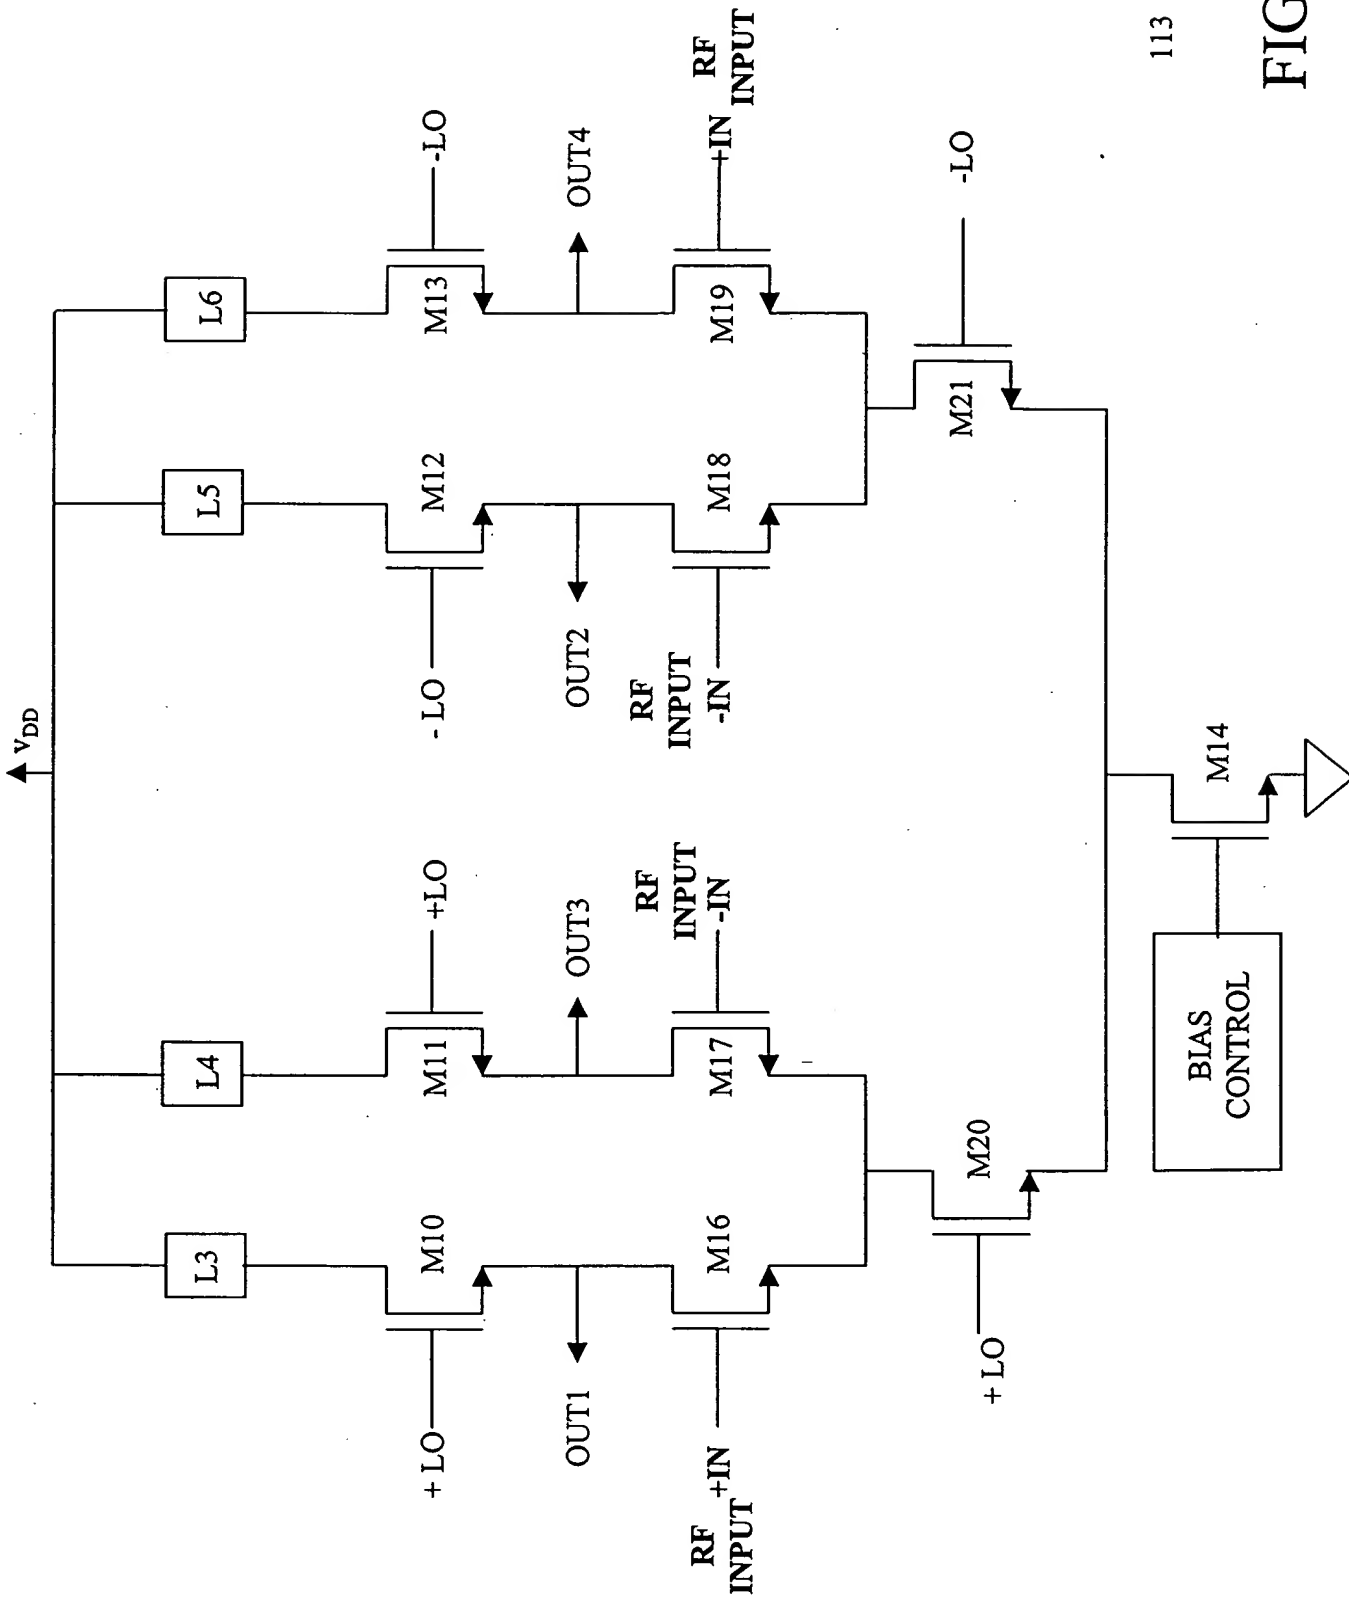 V_DD
L3
L4
L5
L6
+ LO
M10
M11
+LO
- LO
M12
M13
-LO
OUT1
OUT3
OUT2
OUT4
RF
INPUT
+IN
M16
M17
RF
INPUT
-IN
RF
INPUT
-IN
M18
M19
+IN
RF
INPUT
+ LO
M20
M21
-LO
BIAS
CONTROL
M14
113
FIG